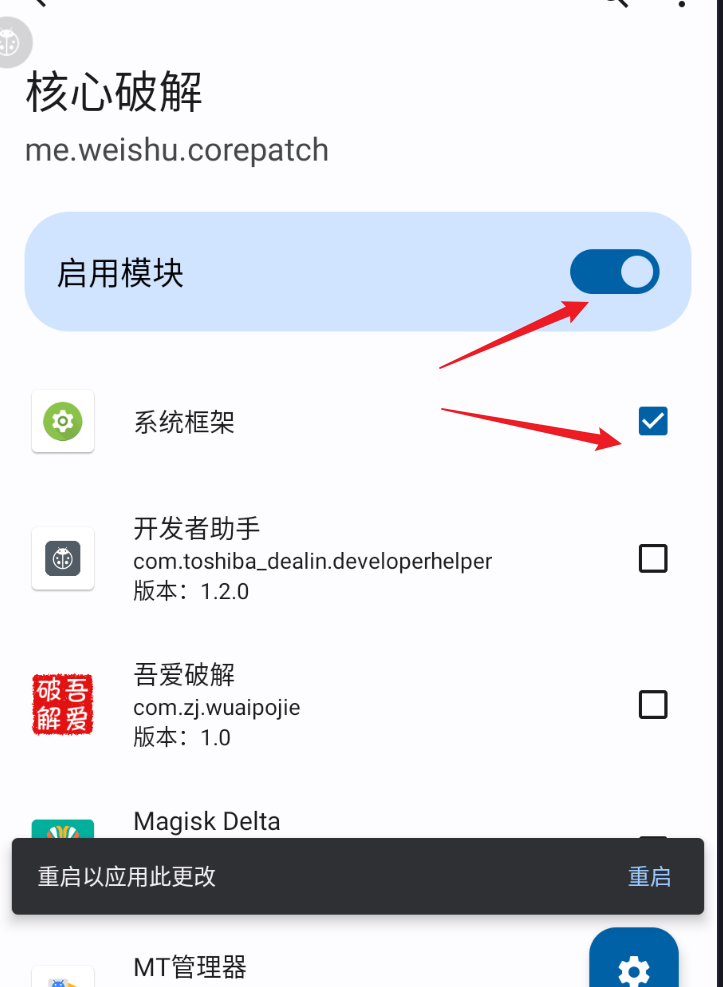 核心破解
me.weishu.corepatch
启用模块
系统框架
开发者助手
com.toshiba_dealin.developerhelper
版本：1.2.0
破吾
解爱
吾爱破解
com.zj.wuaipojie
版本：1.0
Magisk Delta
重启以应用此更改
重启
MT管理器